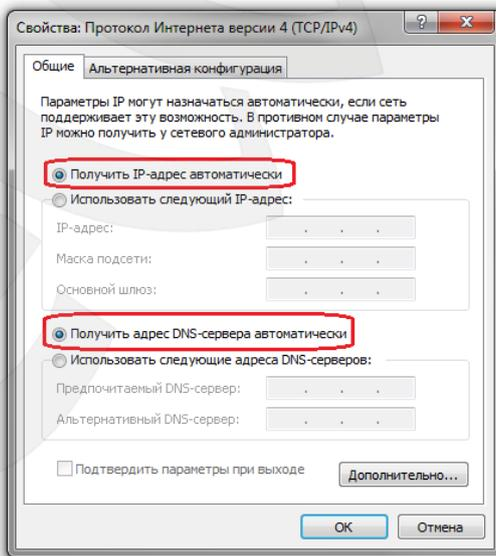 Свойства: Протокол Интернета версии 4 (TCP/IPv4)
Общие
Альтернативная конфигурация
Параметры IP могут назначаться автоматически, если сеть
поддерживает эту возможность. В противном случае параметры
IP можно получить у сетевого администратора.
Получить IP-адрес автоматически
Использовать следующий IP-адрес:
IP-адрес:
Маска подсети:
Основной шлюз:
Получить адрес DNS-сервера автоматически
Использовать следующие адреса DNS-серверов:
Предпочитаемый DNS-сервер:
Альтернативный DNS-сервер:
Подтвердить параметры при выходе
Дополнительно...
ОК
Отмена